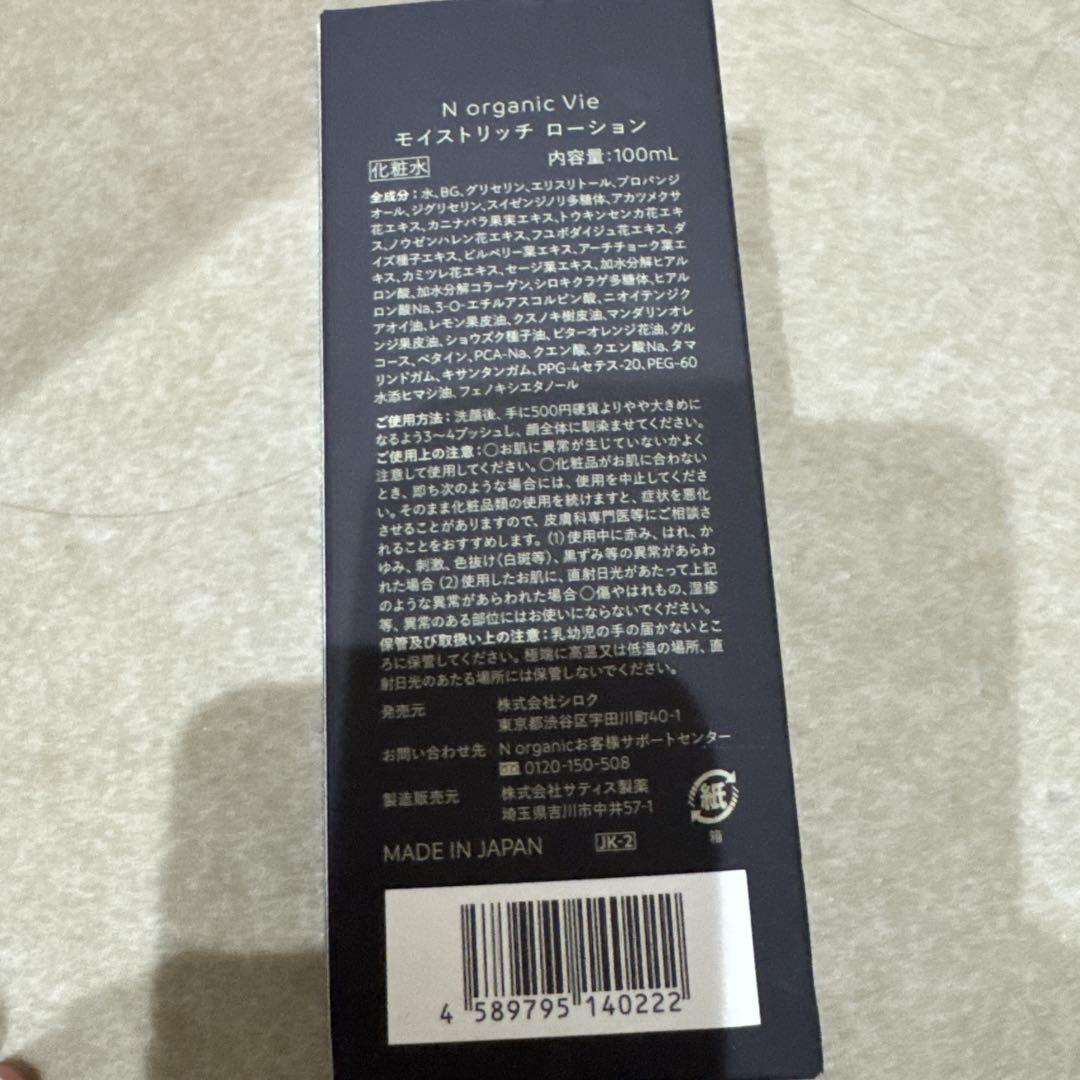 N organic Vie
モイストリッチ ローション
化粧水
内容量：100mL
全成分：水、BG、グリセリン、エリスリトール、プロパンジ
オール、ジグリセリン、スイゼンジノリ多糖体、アカツメクサ
花エキス、カニナバラ果実エキス、トウキンセンカ花エキ
ス、ノウゼンハレン花エキス、フユボダイジュ花エキス、ダ
イズ種子エキス、ビルベリー葉エキス、アーチチョーク葉エ
キス、カミツレ花エキス、セージ葉エキス、加水分解ヒアル
ロン酸、加水分解コラーゲン、シロキクラゲ多糖体、ヒアル
ロン酸Na、3-O-エチルアスコルビン酸、ニオイテンジク
アオイ油、レモン果皮油、クスノキ樹皮油、マンダリンオレ
ンジ果皮油、ショウズク種子油、ビターオレンジ花油、グル
コース、ベタイン、PCA-Na、クエン酸、クエン酸Na、タマ
リンドガム、キサンタンガム、PPG-4セテス-20、PEG-60
水添ヒマシ油、フェノキシエタノール
ご使用方法：洗顔後、手に500円硬貨よりやや大きめに
なるよう3～4プッシュし、顔全体に馴染ませてください。
ご使用上の注意：○お肌に異常が生じていないかよく
注意して使用してください。○化粧品がお肌に合わない
とき、即ち次のような場合には、使用を中止してくださ
い。そのまま化粧品類の使用を続けますと、症状を悪化
させることがありますので、皮膚科専門医等にご相談さ
れることをおすすめします。(1)使用中に赤み、はれ、か
ゆみ、刺激、色抜け(白斑等)、黒ずみ等の異常があらわ
れた場合 (2)使用したお肌に、直射日光があたって上記
のような異常があらわれた場合 ○傷やはれもの、湿疹
等、異常のある部位にはお使いにならないでください。
保管及び取扱い上の注意：乳幼児の手の届かないとこ
ろに保管してください。極端に高温又は低温の場所、直
射日光のあたる場所には保管しないでください。
発売元 株式会社シロク
東京都渋谷区宇田川町40-1
お問い合わせ先 N organicお客様サポートセンター
0120-150-508
製造販売元 株式会社サティス製薬
埼玉県吉川市中井57-1
紙
箱
MADE IN JAPAN JK-2
4 589795 140222